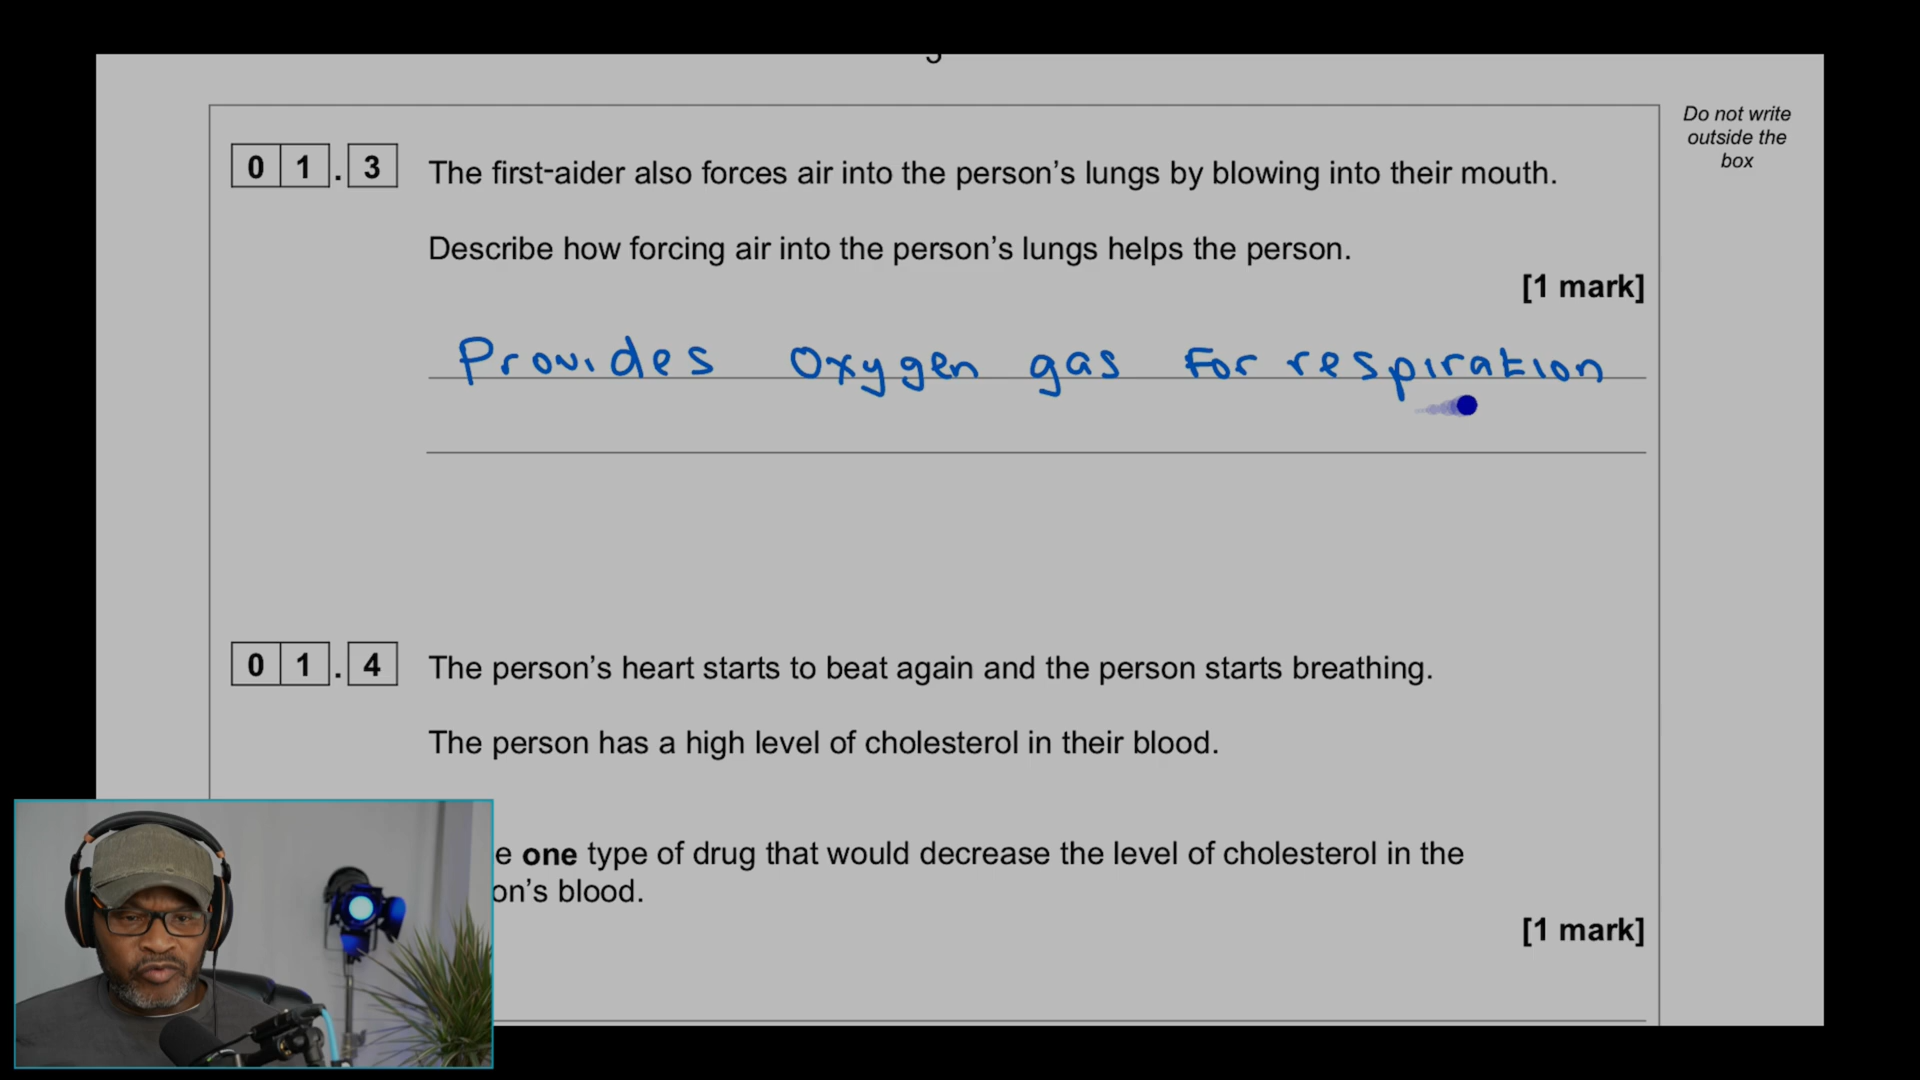 Do not write
outside the
box
0 1 . 3 The first-aider also forces air into the person's lungs by blowing into their mouth.
Describe how forcing air into the person's lungs helps the person.
[1 mark]
Provides Oxygen gas for respiration
0 1 . 4 The person's heart starts to beat again and the person starts breathing.
The person has a high level of cholesterol in their blood.
e one type of drug that would decrease the level of cholesterol in the
on's blood.
[1 mark]